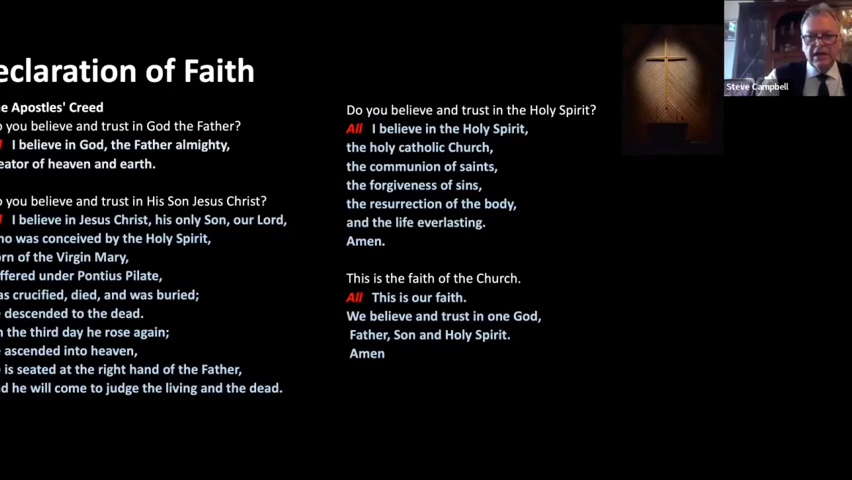 eclaration of Faith
e Apostles' Creed
o you believe and trust in God the Father?
l I believe in God, the Father almighty,
eator of heaven and earth.
o you believe and trust in His Son Jesus Christ?
l I believe in Jesus Christ, his only Son, our Lord,
ho was conceived by the Holy Spirit,
orn of the Virgin Mary,
ffered under Pontius Pilate,
as crucified, died, and was buried;
e descended to the dead.
n the third day he rose again;
e ascended into heaven,
e is seated at the right hand of the Father,
d he will come to judge the living and the dead.
Do you believe and trust in the Holy Spirit?
All I believe in the Holy Spirit,
the holy catholic Church,
the communion of saints,
the forgiveness of sins,
the resurrection of the body,
and the life everlasting.
Amen.
This is the faith of the Church.
All This is our faith.
We believe and trust in one God,
Father, Son and Holy Spirit.
Amen
Steve Campbell